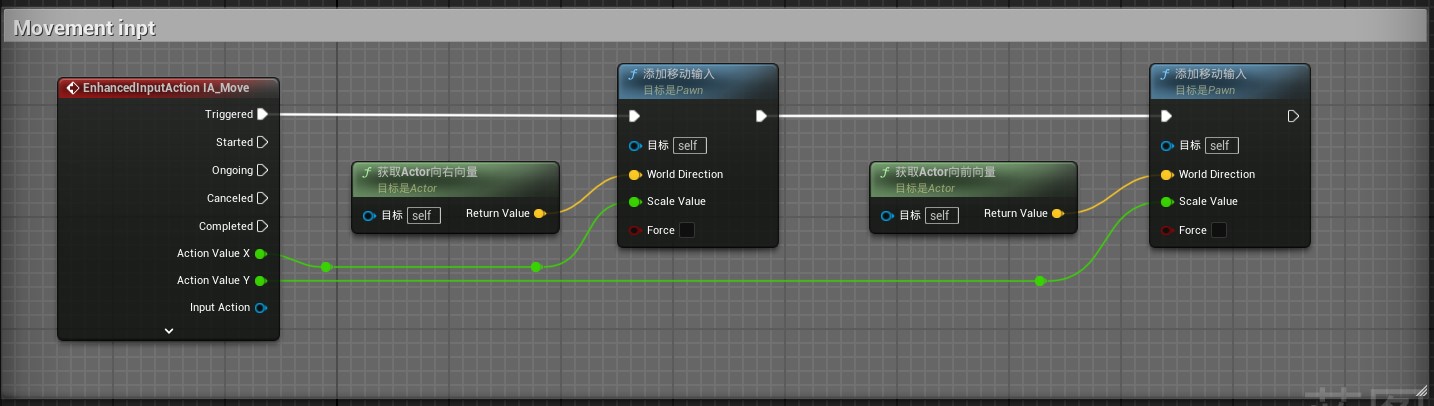 Movement inpt
EnhancedInputAction IA_Move
Triggered
Started
Ongoing
Canceled
Completed
Action Value X
Action Value Y
Input Action
获取Actor向右向量
目标是Actor
目标 self
Return Value
添加移动输入
目标是Pawn
目标 self
World Direction
Scale Value
Force
获取Actor向前向量
目标是Actor
目标 self
Return Value
添加移动输入
目标是Pawn
目标 self
World Direction
Scale Value
Force